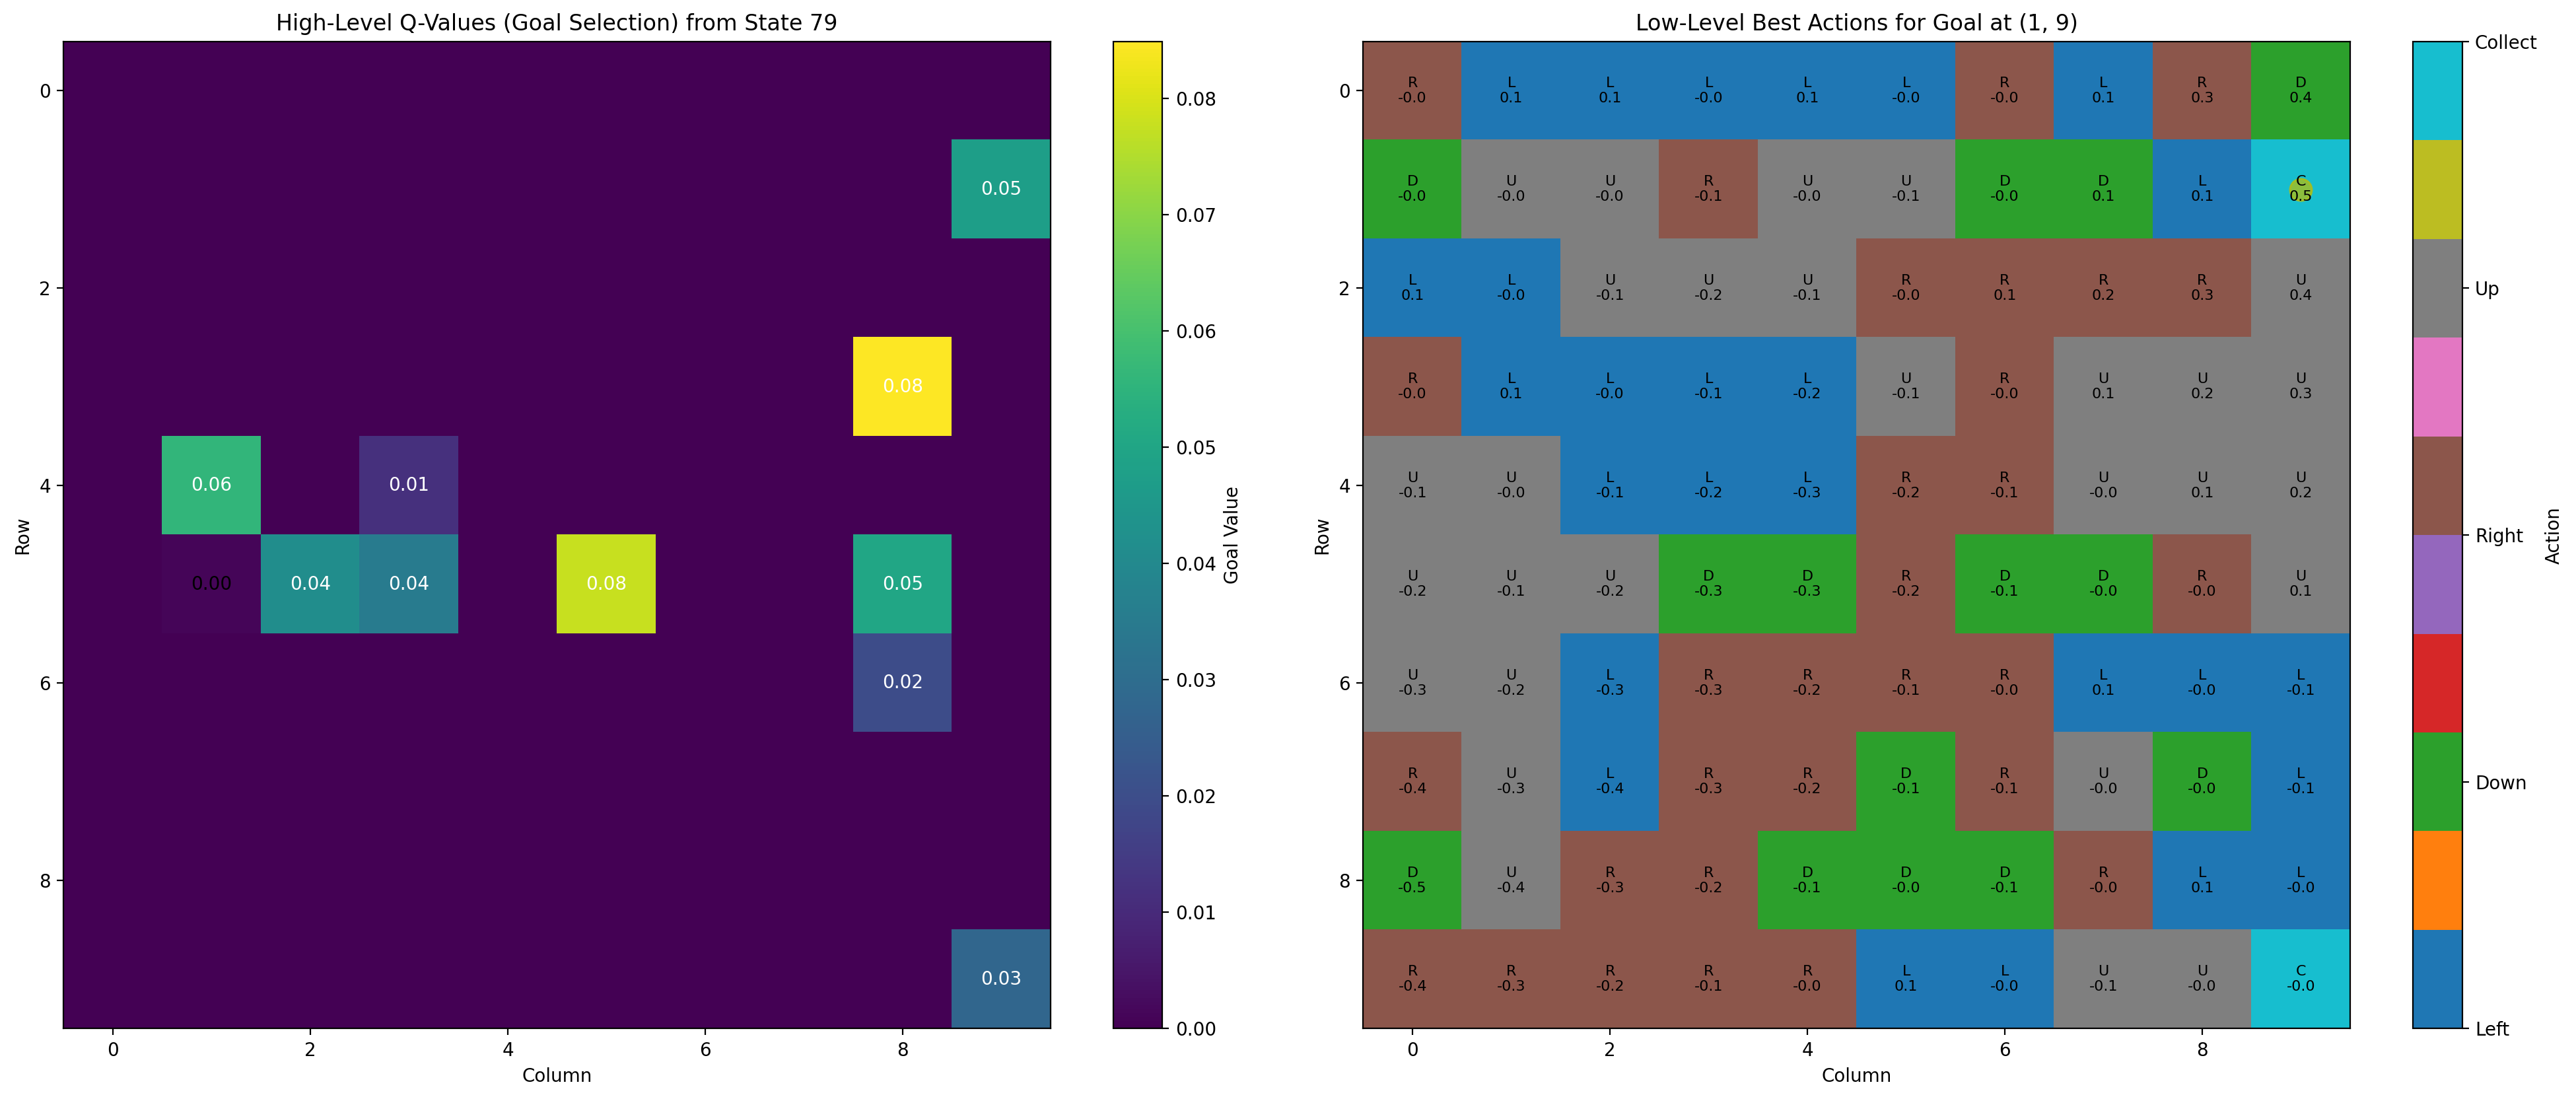 High-Level Q-Values (Goal Selection) from State 79
0.05
0.08
0.06 0.01
0.00 0.04 0.04 0.08 0.05
0.02
0.03
0
2
4
6
8
0 2 4 6 8
Row
Column
0.08
0.07
0.06
0.05
0.04
0.03
0.02
0.01
0.00
Goal Value
Low-Level Best Actions for Goal at (1, 9)
R L L L L L R L R D
-0.0 0.1 0.1 -0.0 0.1 -0.0 -0.0 0.1 0.3 0.4
D U U R U U D D L C
-0.0 -0.0 -0.0 -0.1 -0.0 -0.1 -0.0 0.1 0.1 0.5
L L U U U R R R R U
0.1 -0.0 -0.1 -0.2 -0.1 -0.0 0.1 0.2 0.3 0.4
R L L L L U R U U U
-0.0 0.1 -0.0 -0.1 -0.2 -0.1 -0.0 0.1 0.2 0.3
U U L L L R R U U U
-0.1 -0.0 -0.1 -0.2 -0.3 -0.2 -0.1 -0.0 0.1 0.2
U U U D D R D D R U
-0.2 -0.1 -0.2 -0.3 -0.3 -0.2 -0.1 -0.0 -0.0 0.1
U U L R R R R L L L
-0.3 -0.2 -0.3 -0.3 -0.2 -0.1 -0.0 0.1 -0.0 -0.1
R U L R R D R U D L
-0.4 -0.3 -0.4 -0.3 -0.2 -0.1 -0.1 -0.0 -0.0 -0.1
D U R R D D D R L L
-0.5 -0.4 -0.3 -0.2 -0.1 -0.0 -0.1 -0.0 0.1 -0.0
R R R R R L L U U C
-0.4 -0.3 -0.2 -0.1 -0.0 0.1 -0.0 -0.1 -0.0 -0.0
0
2
4
6
8
0 2 4 6 8
Row
Column
Collect
Up
Right
Down
Left
Action